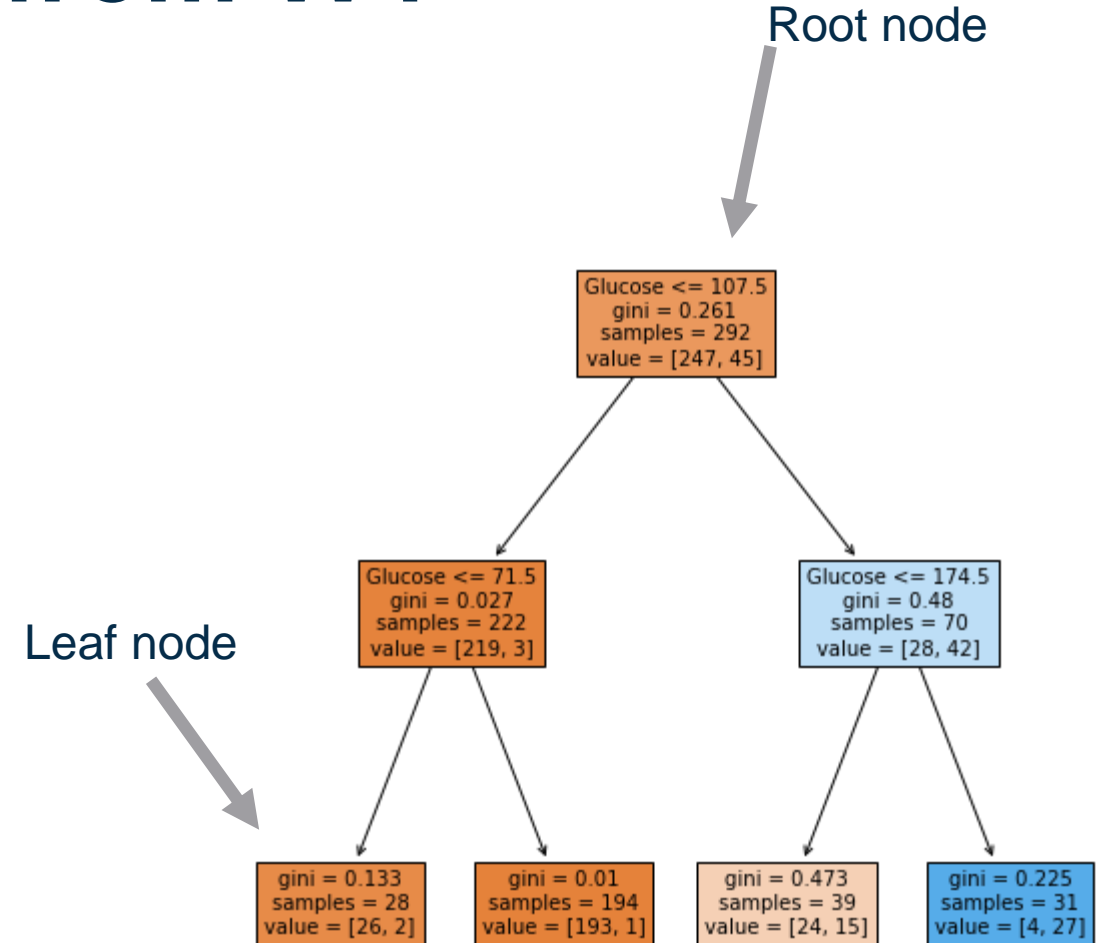 Root node
Glucose <= 107.5
gini = 0.261
samples = 292
value = [247, 45]
Glucose <= 71.5
gini = 0.027
samples = 222
value = [219, 3]
Glucose <= 174.5
gini = 0.48
samples = 70
value = [28, 42]
Leaf node
gini = 0.133
samples = 28
value = [26, 2]
gini = 0.01
samples = 194
value = [193, 1]
gini = 0.473
samples = 39
value = [24, 15]
gini = 0.225
samples = 31
value = [4, 27]